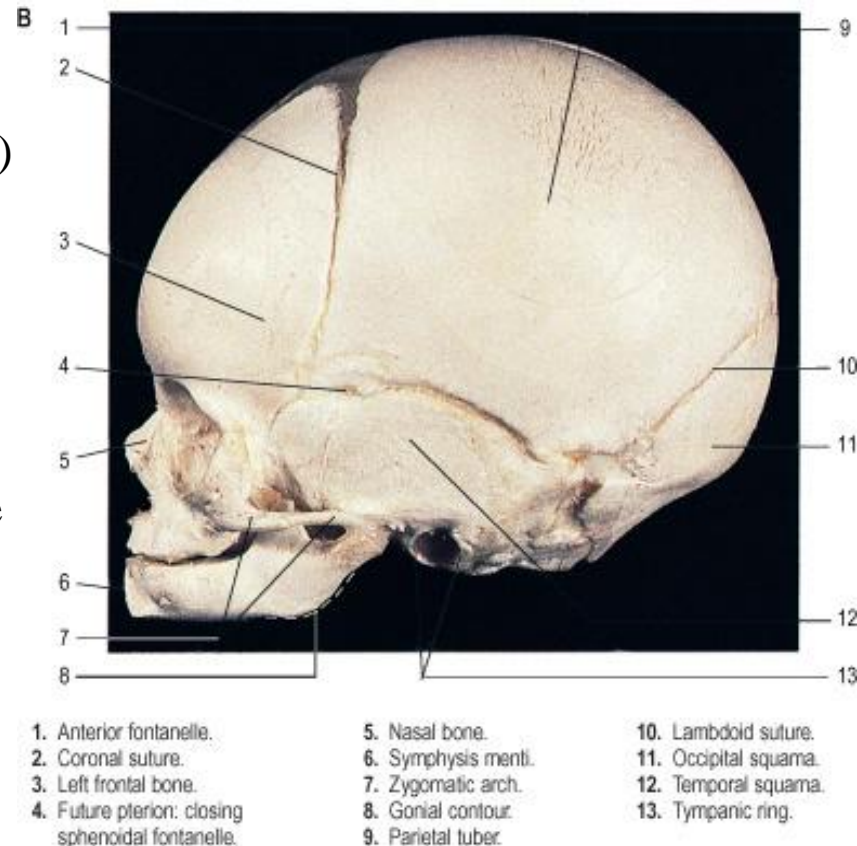 B
1
2
3
4
5
6
7
8
9
10
11
12
13
)
e
1. Anterior fontanelle.
2. Coronal suture.
3. Left frontal bone.
4. Future pterion: closing
sphenoidal fontanelle.
5. Nasal bone.
6. Symphysis menti.
7. Zygomatic arch.
8. Gonial contour.
9. Parietal tuber.
10. Lambdoid suture.
11. Occipital squama.
12. Temporal squama.
13. Tympanic ring.